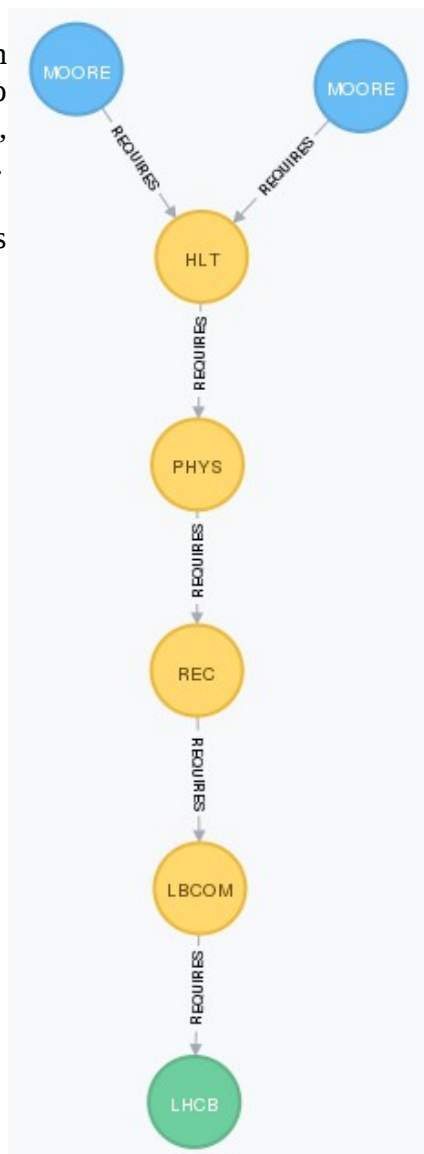 MOORE
MOORE
REQUIRES
REQUIRES
HLT
REQUIRES
PHYS
REQUIRES
REC
REQUIRES
LBCOM
REQUIRES
LHCB